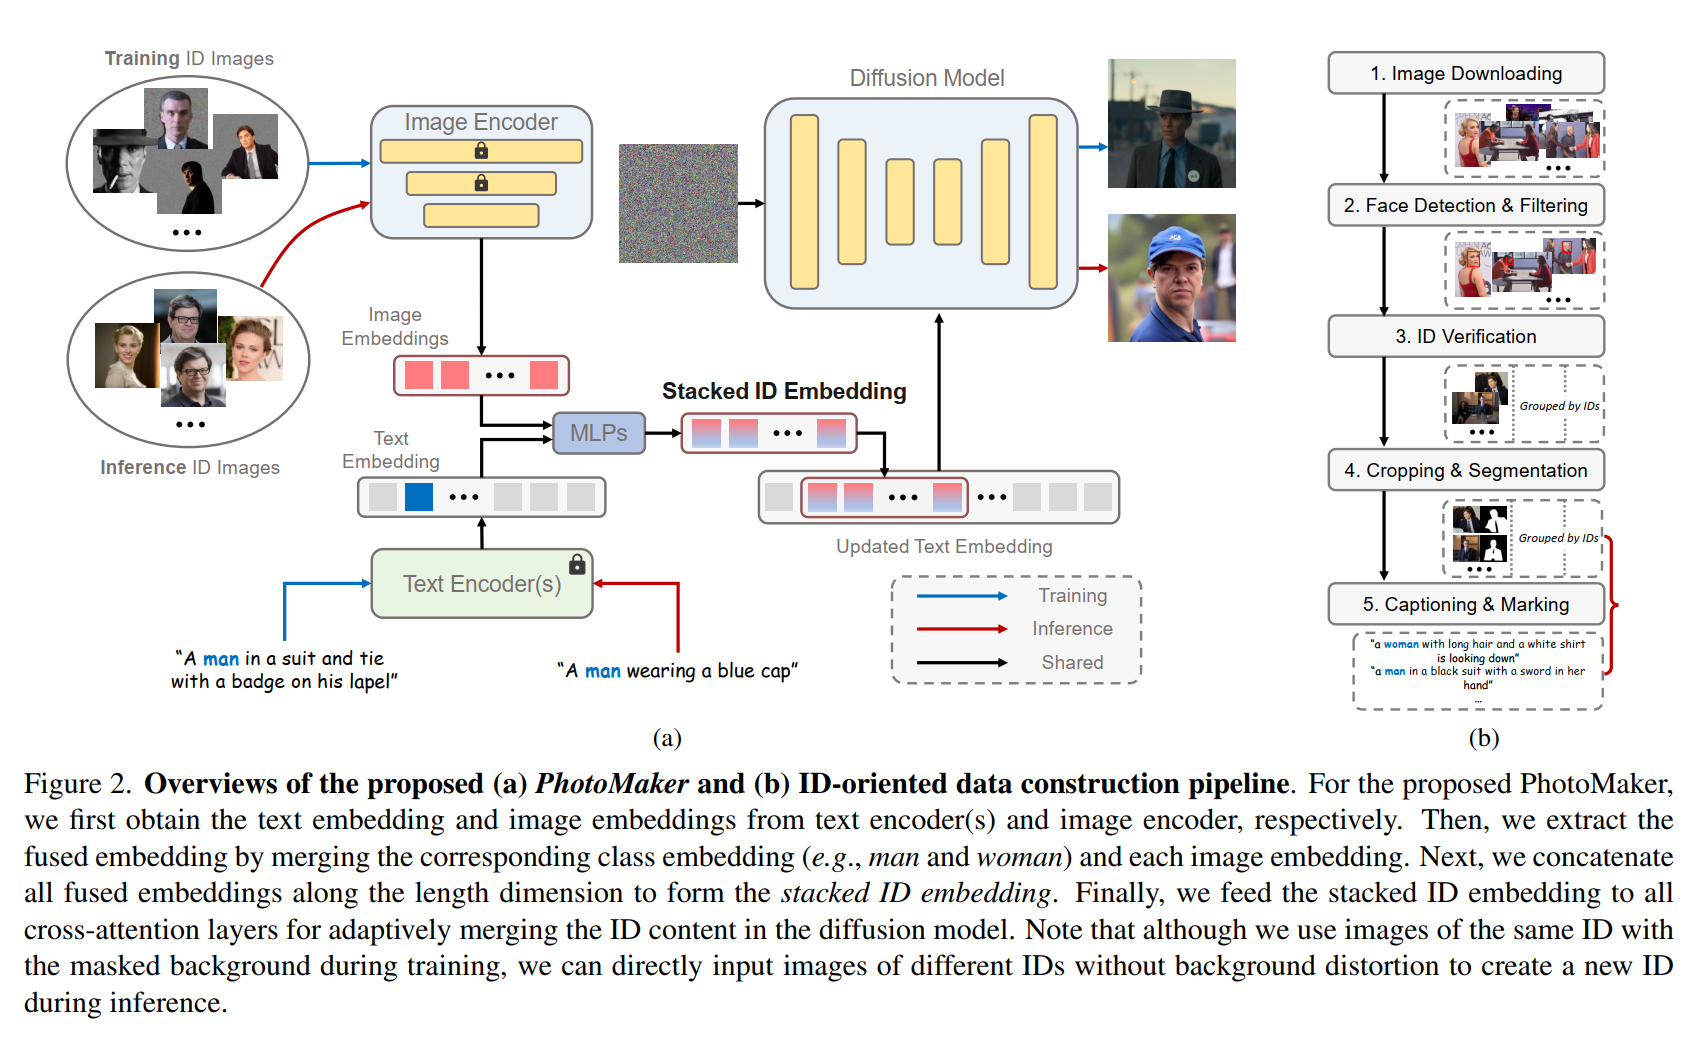 Training ID Images
Image Encoder
Diffusion Model
Inference ID Images
Image
Embeddings
Text
Embedding
MLPs
Stacked ID Embedding
Updated Text Embedding
Text Encoder(s)
“A man in a suit and tie
with a badge on his lapel”
“A man wearing a blue cap”
Training
Inference
Shared
(a)
1. Image Downloading
2. Face Detection & Filtering
3. ID Verification
Grouped by IDs
4. Cropping & Segmentation
Grouped by IDs
5. Captioning & Marking
“a woman with long hair and a white shirt
is looking down”
“a man in a black suit with a sword in her
hand”
...
(b)
Figure 2. Overviews of the proposed (a) PhotoMaker and (b) ID-oriented data construction pipeline. For the proposed PhotoMaker,
we first obtain the text embedding and image embeddings from text encoder(s) and image encoder, respectively. Then, we extract the
fused embedding by merging the corresponding class embedding (e.g., man and woman) and each image embedding. Next, we concatenate
all fused embeddings along the length dimension to form the stacked ID embedding. Finally, we feed the stacked ID embedding to all
cross-attention layers for adaptively merging the ID content in the diffusion model. Note that although we use images of the same ID with
the masked background during training, we can directly input images of different IDs without background distortion to create a new ID
during inference.